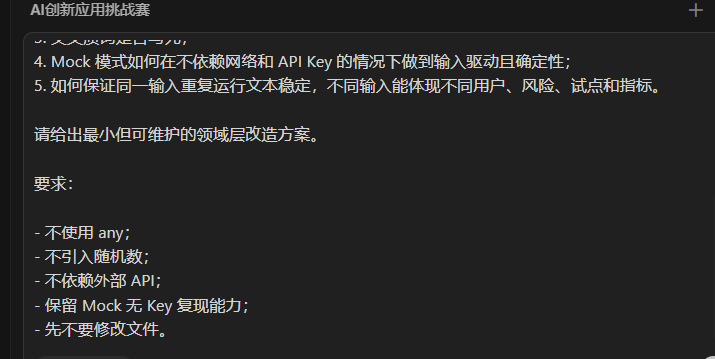 AI创新应用挑战赛
4. Mock 模式如何在不依赖网络和 API Key 的情况下做到输入驱动且确定性；
5. 如何保证同一输入重复运行文本稳定，不同输入能体现不同用户、风险、试点和指标。
请给出最小但可维护的领域层改造方案。
要求：
- 不使用 any；
- 不引入随机数；
- 不依赖外部 API；
- 保留 Mock 无 Key 复现能力；
- 先不要修改文件。